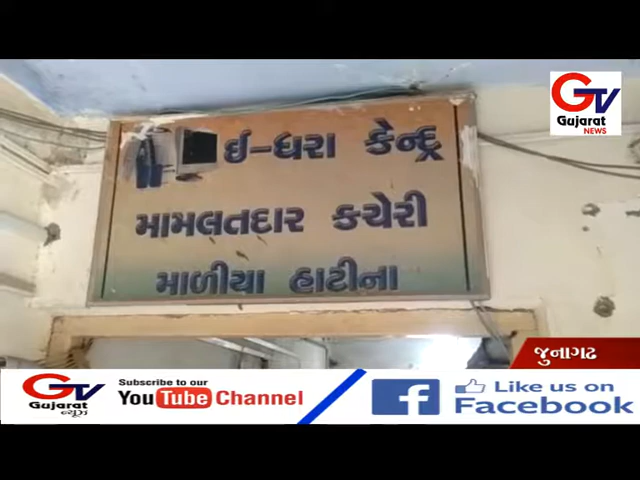 GTV
Gujarat
NEWS
ઈ-ધરા કેન્દ્ર
મામલતદાર કચેરી
માળીયા હાટીના
જુનાગઢ
GTV
Gujarat
ન્યૂઝ
Subscribe to our
YouTube Channel
f
Like us on
Facebook